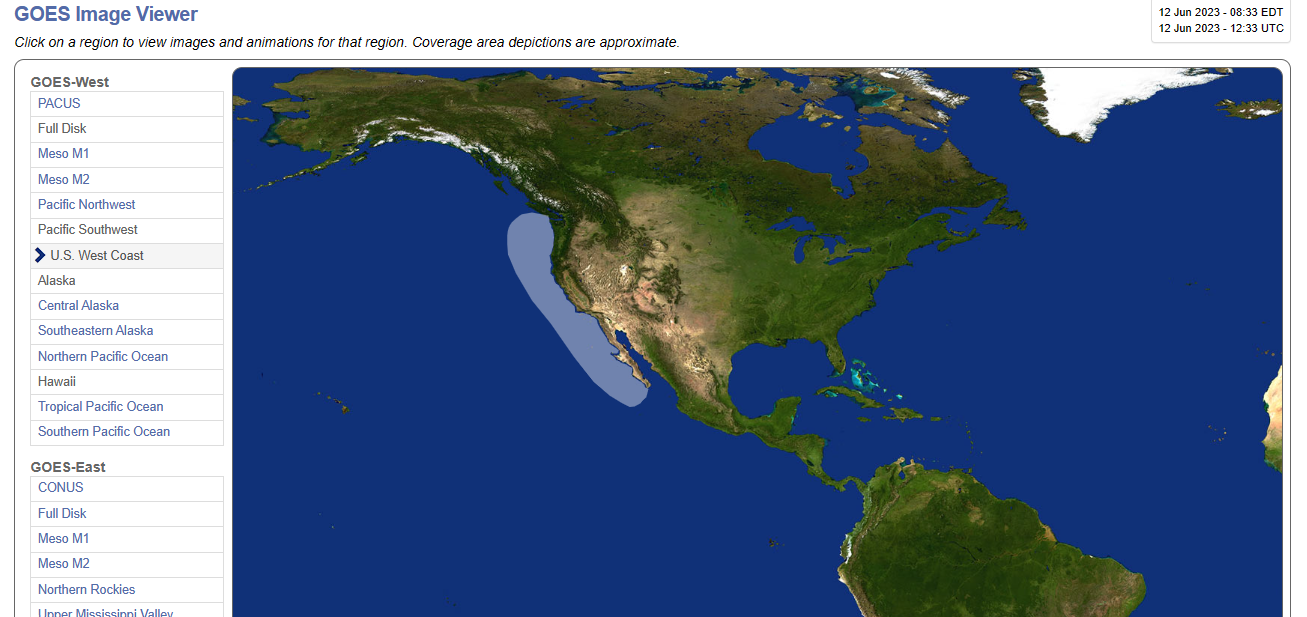 GOES Image Viewer
12 Jun 2023 - 08:33 EDT
12 Jun 2023 - 12:33 UTC
Click on a region to view images and animations for that region. Coverage area depictions are approximate.
GOES-West
PACUS
Full Disk
Meso M1
Meso M2
Pacific Northwest
Pacific Southwest
U.S. West Coast
Alaska
Central Alaska
Southeastern Alaska
Northern Pacific Ocean
Hawaii
Tropical Pacific Ocean
Southern Pacific Ocean
GOES-East
CONUS
Full Disk
Meso M1
Meso M2
Northern Rockies
Upper Mississippi Valley